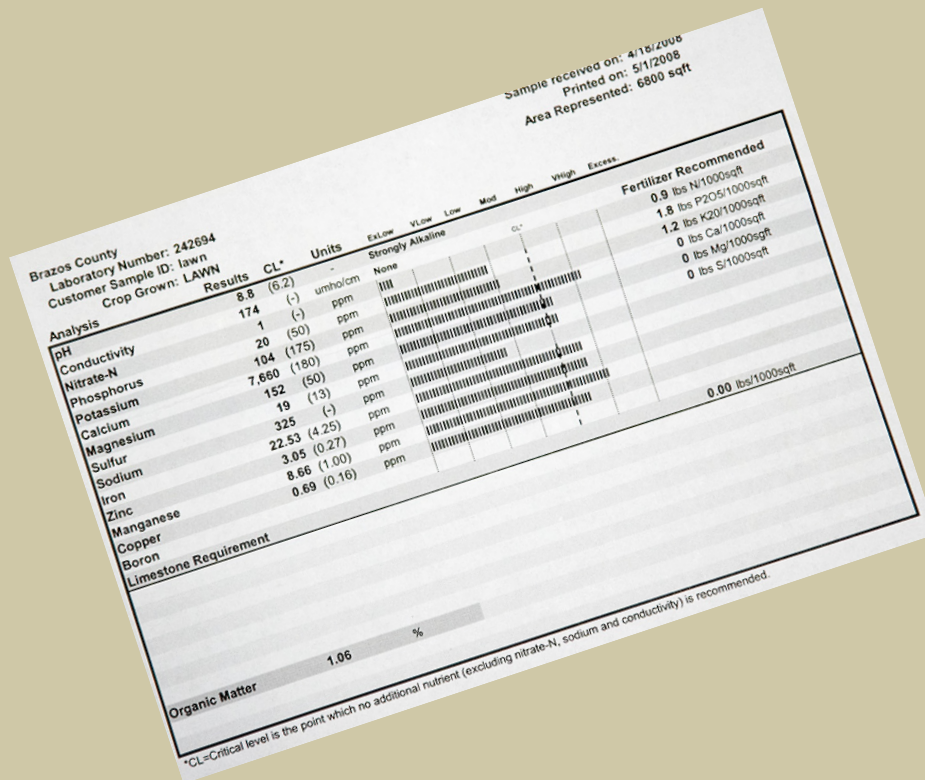 Sample received on: 4/18/2008
Printed on: 5/1/2008
Area Represented: 6800 sqft
Brazos County
Laboratory Number: 242694
Customer Sample ID: lawn
Crop Grown: LAWN
Analysis Results CL* Units ExLow VLow Low Mod High VHigh Excess.
pH 8.8 (6.2) - Strongly Alkaline
CL*
Conductivity 174 (-) umho/cm None Fertilizer Recommended
Nitrate-N 1 (-) ppm 0.9 lbs N/1000sqft
Phosphorus 20 (50) ppm 1.8 lbs P2O5/1000sqft
Potassium 104 (175) ppm 1.2 lbs K20/1000sqft
Calcium 7,660 (180) ppm 0 lbs Ca/1000sqft
Magnesium 152 (50) ppm 0 lbs Mg/1000sqft
Sulfur 19 (13) ppm 0 lbs S/1000sqft
Sodium 325 (-) ppm
Iron 22.53 (4.25) ppm
Zinc 3.05 (0.27) ppm
Manganese 8.66 (1.00) ppm
Copper 0.69 (0.16) ppm
Boron
Limestone Requirement 0.00 lbs/1000sqft
Organic Matter 1.06 %
*CL=Critical level is the point which no additional nutrient (excluding nitrate-N, sodium and conductivity) is recommended.